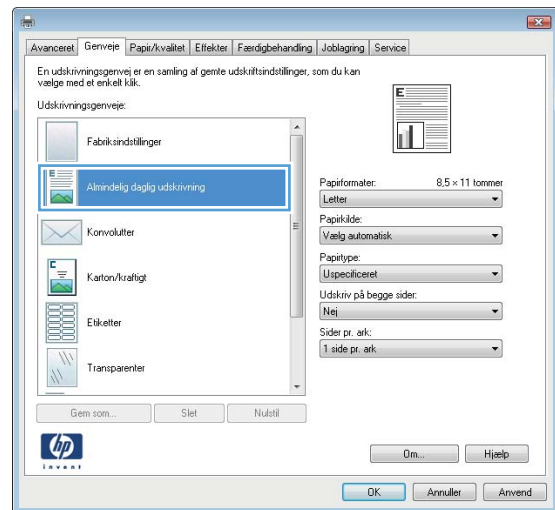 Avanceret Genveje Papir/kvalitet Effekter Færdigbehandling Joblagring Service
En udskrivningsgenvej er en samling af gemte udskriftsindstillinger, som du kan
vælge med et enkelt klik.
Udskrivningsgenveje:
Fabriksindstillinger
Almindelig daglig udskrivning
Konvolutter
Karton/kraftigt
Etiketter
Transparenter
Gem som... Slet Nulstil
E
Papirformater: 8,5 × 11 tommer
Letter
Papirkilde:
Vælg automatisk
Papirtype:
Uspecificeret
Udskriv på begge sider:
Nej
Sider pr. ark:
1 side pr. ark
hp
invent
Om... Hjælp
OK Annuller Anvend